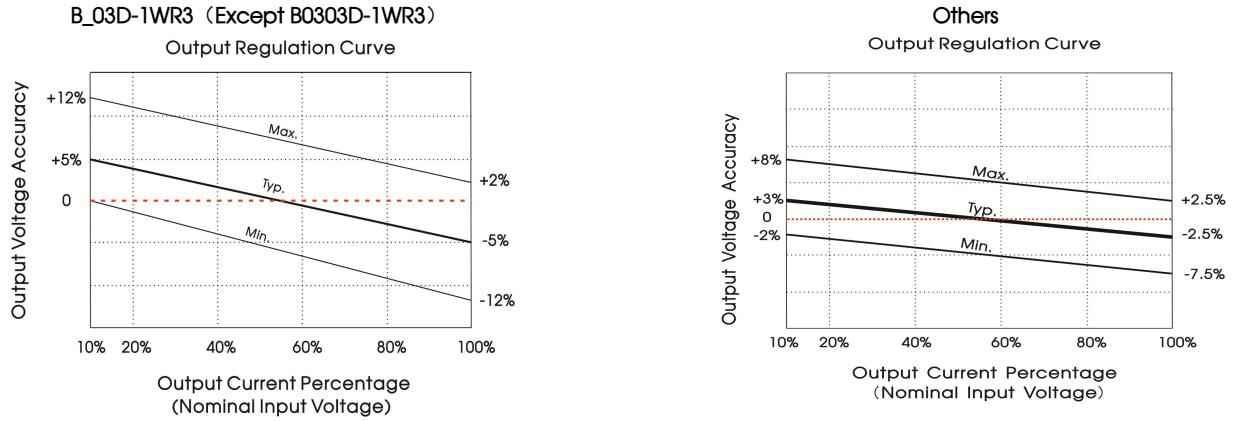 B_03D-1WR3（Except B0303D-1WR3）
Output Regulation Curve
Output Voltage Accuracy
+12%
+5%
0
Max.
Typ.
Min.
+2%
-5%
-12%
10% 20% 40% 60% 80% 100%
Output Current Percentage
(Nominal Input Voltage)
Others
Output Regulation Curve
Output Voltage Accuracy
+8%
+3%
0
-2%
Max.
Typ.
Min.
+2.5%
-2.5%
-7.5%
10% 20% 40% 60% 80% 100%
Output Current Percentage
（Nominal Input Voltage）